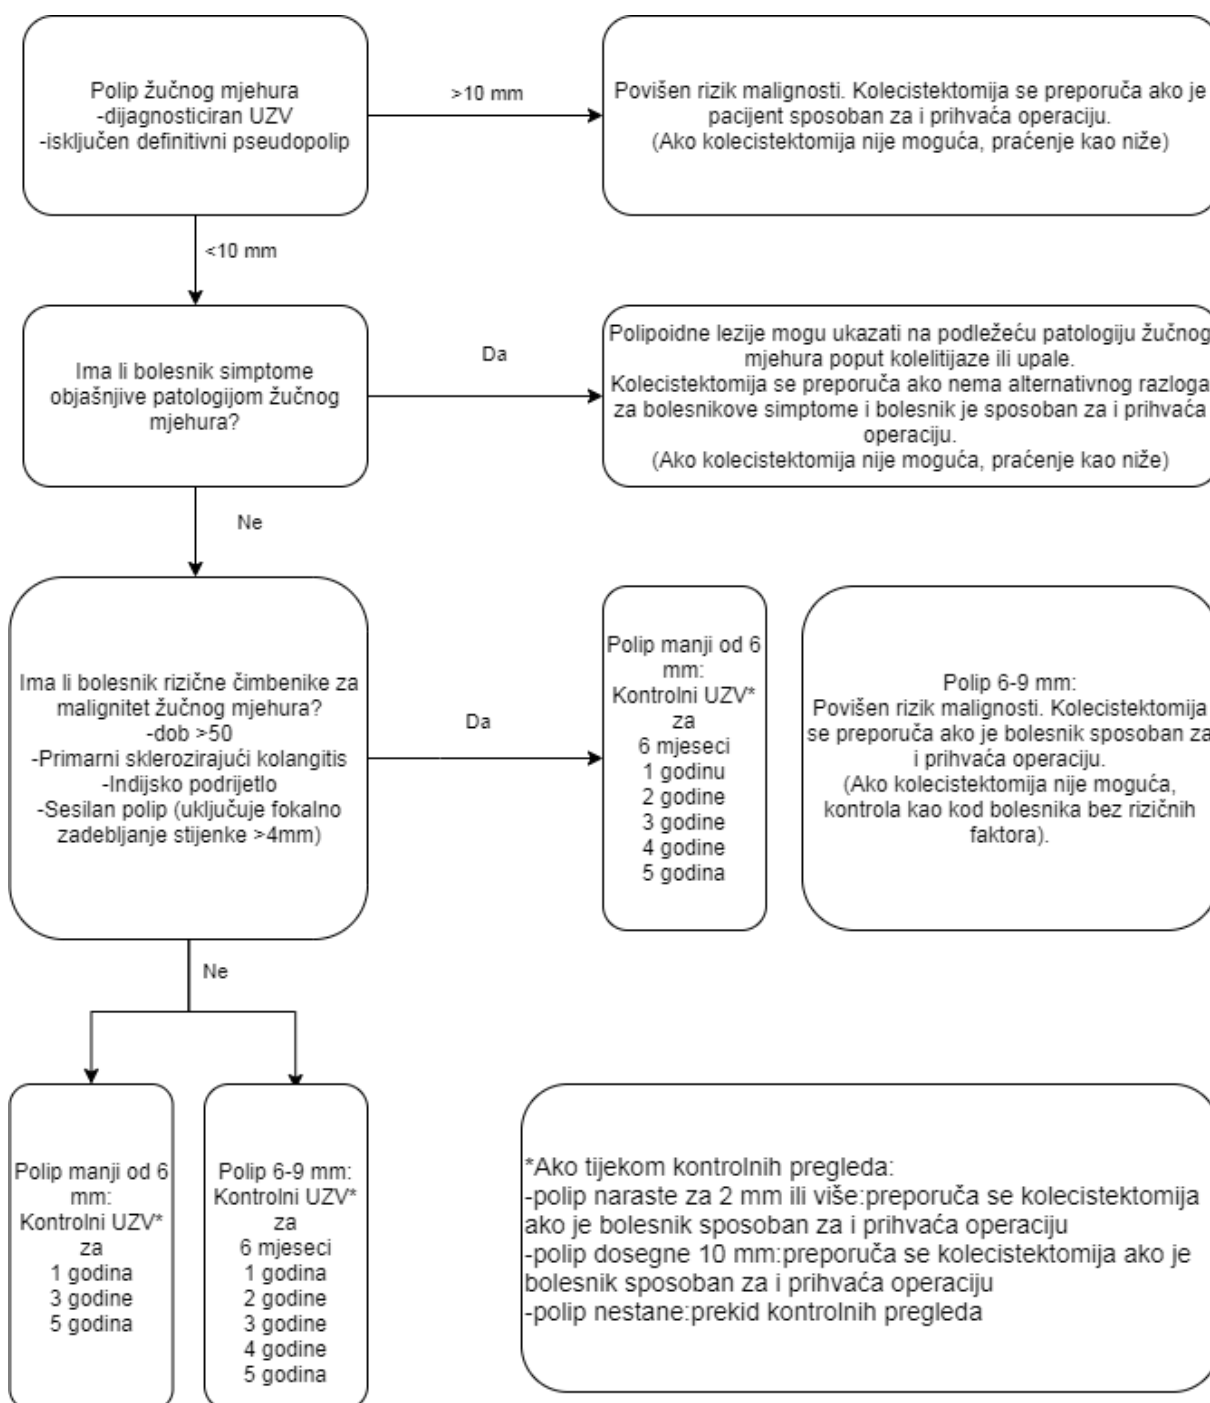 Polip žučnog mjehura
-dijagnosticiran UZV
-isključen definitivni pseudopolip
>10 mm
Povišen rizik malignosti. Kolecistektomija se preporuča ako je
pacijent sposoban za i prihvaća operaciju.
(Ako kolecistektomija nije moguća, praćenje kao niže)
<10 mm
Ima li bolesnik simptome
objašnjive patologijom žučnog
mjehura?
Da
Polipoidne lezije mogu ukazati na podležeću patologiju žučnog
mjehura poput kolelitijaze ili upale.
Kolecistektomija se preporuča ako nema alternativnog razloga
za bolesnikove simptome i bolesnik je sposoban za i prihvaća
operaciju.
(Ako kolecistektomija nije moguća, praćenje kao niže)
Ne
Ima li bolesnik rizične čimbenike za
malignitet žučnog mjehura?
-dob >50
-Primarni sklerozirajući kolangitis
-Indijsko podrijetlo
-Sesilan polip (uključuje fokalno
zadebljanje stijenke >4mm)
Da
Polip manji od 6
mm:
Kontrolni UZV*
za
6 mjeseci
1 godinu
2 godine
3 godine
4 godine
5 godina
Polip 6-9 mm:
Povišen rizik malignosti. Kolecistektomija
se preporuča ako je bolesnik sposoban za
i prihvaća operaciju.
(Ako kolecistektomija nije moguća,
kontrola kao kod bolesnika bez rizičnih
faktora).
Ne
Polip manji od 6
mm:
Kontrolni UZV*
za
1 godina
3 godine
5 godina
Polip 6-9 mm:
Kontrolni UZV*
za
6 mjeseci
1 godina
2 godine
3 godine
4 godine
5 godina
*Ako tijekom kontrolnih pregleda:
-polip naraste za 2 mm ili više:preporuča se kolecistektomija
ako je bolesnik sposoban za i prihvaća operaciju
-polip dosegne 10 mm:preporuča se kolecistektomija ako je
bolesnik sposoban za i prihvaća operaciju
-polip nestane:prekid kontrolnih pregleda